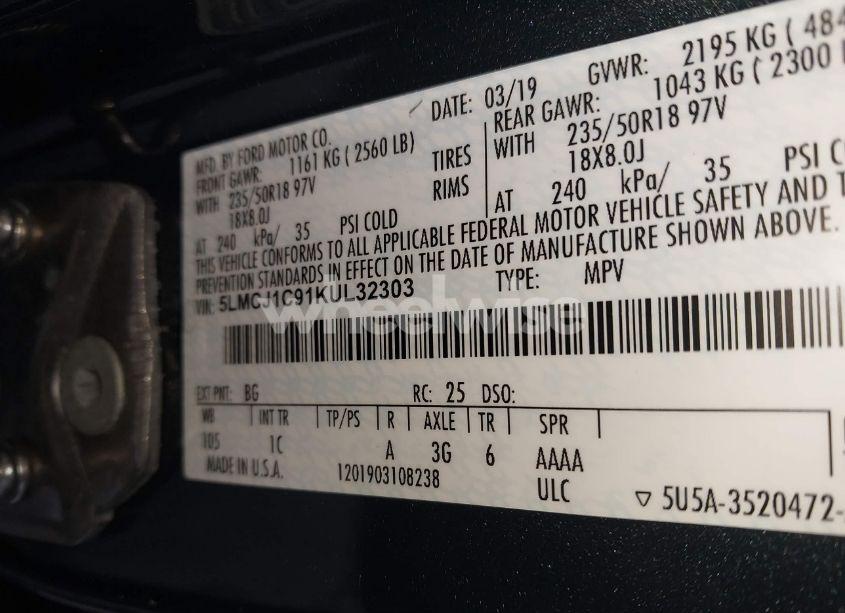 MFD. BY FORD MOTOR CO. DATE: 03/19 GVWR: 2195 KG ( 484
FRONT GAWR: 1161 KG ( 2560 LB) REAR GAWR: 1043 KG ( 2300
WITH 235/50R18 97V TIRES WITH 235/50R18 97V
18X8.0J RIMS 18X8.0J
AT 240 kPa/ 35 PSI COLD AT 240 kPa/ 35 PSI
THIS VEHICLE CONFORMS TO ALL APPLICABLE FEDERAL MOTOR VEHICLE SAFETY AND
PREVENTION STANDARDS IN EFFECT ON THE DATE OF MANUFACTURE SHOWN ABOVE.
VIN: 5LMCJ1C91KUL32303 TYPE: MPV
wheelwise
EXT PNT: BG RC: 25 DSO:
WB INT TR TP/PS R AXLE TR SPR
105 1C A 3G 6 AAAA
MADE IN U.S.A. 1201903108238 ULC
5U5A-3520472-